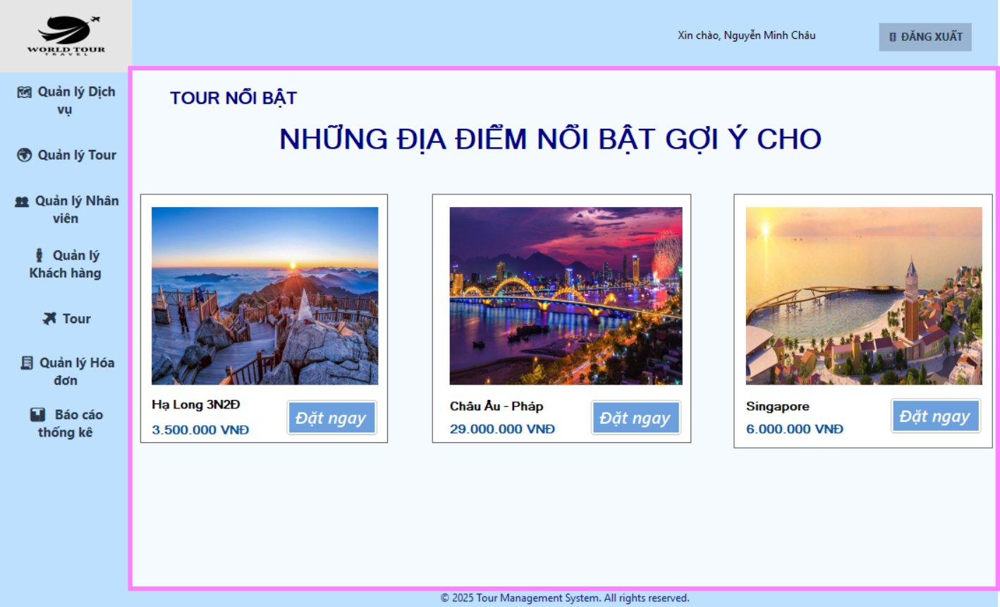 WORLD TOUR
TRAVEL
Xin chào, Nguyễn Minh Châu
ĐĂNG XUẤT
Quản lý Dịch
vụ
Quản lý Tour
Quản lý Nhân
viên
Quản lý
Khách hàng
Tour
Quản lý Hóa
đơn
Báo cáo
thống kê
TOUR NỔI BẬT
NHỮNG ĐỊA ĐIỂM NỔI BẬT GỢI Ý CHO
Hạ Long 3N2Đ
3.500.000 VNĐ
Đặt ngay
Châu Âu - Pháp
29.000.000 VNĐ
Đặt ngay
Singapore
6.000.000 VNĐ
Đặt ngay
© 2025 Tour Management System. All rights reserved.